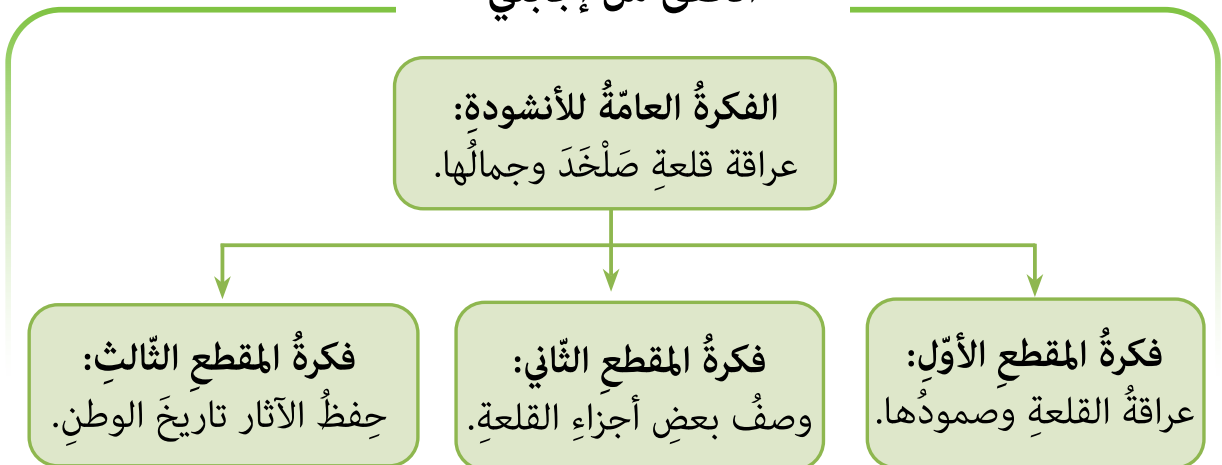 الفكرةُ العامّةُ للأنشودةِ:
عراقة قلعةِ صَلْخَدَ وجمالُها.
فكرةُ المقطعِ الأوّلِ:
عراقةُ القلعةِ وصمودُها.
فكرةُ المقطعِ الثّاني:
وصفُ بعضِ أجزاءِ القلعةِ.
فكرةُ المقطعِ الثّالثِ:
حِفظُ الآثار تاريخَ الوطنِ.